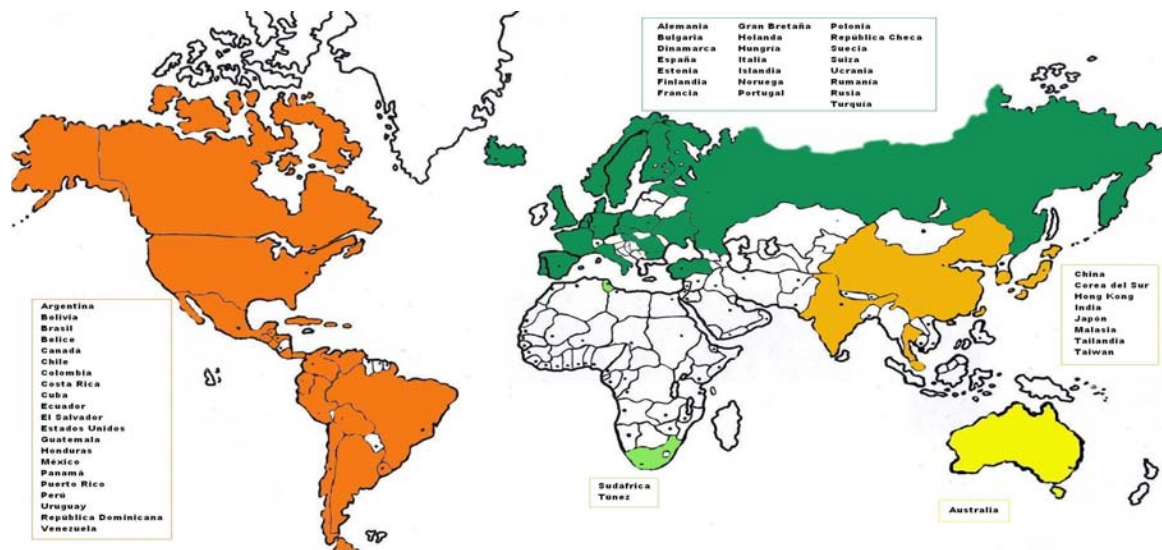 Alemania
Bulgaria
Dinamarca
España
Estonia
Finlandia
Francia
Gran Bretaña
Holanda
Hungría
Italia
Islandia
Noruega
Portugal
Polonia
República Checa
Suecia
Suiza
Ucrania
Rumanía
Rusia
Turquía
Argentina
Bolivia
Brasil
Belice
Canadá
Chile
Colombia
Costa Rica
Cuba
Ecuador
El Salvador
Estados Unidos
Guatemala
Honduras
México
Panamá
Puerto Rico
Perú
Uruguay
República Dominicana
Venezuela
China
Corea del Sur
Hong Kong
India
Japón
Malasia
Tailandia
Taiwan
Sudáfrica
Túnez
Australia